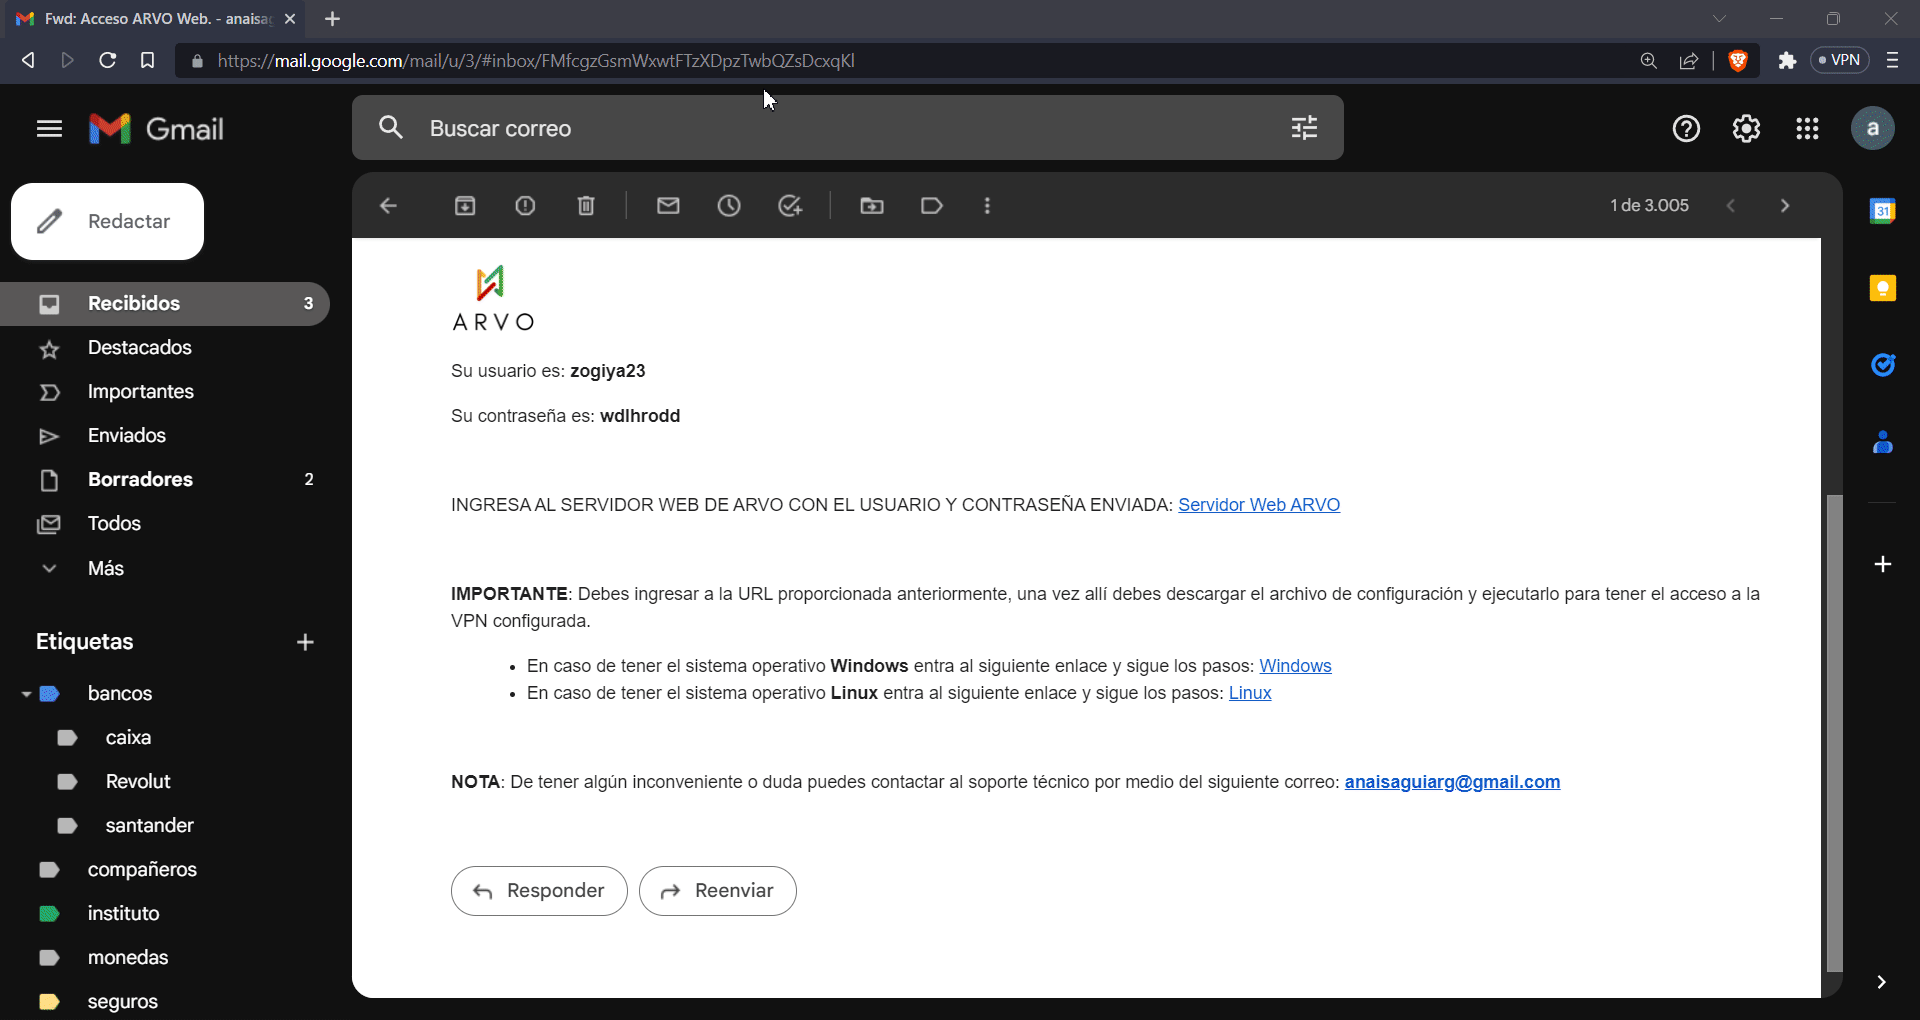 Fwd: Acceso ARVO Web. - anaisa
https://mail.google.com/mail/u/3/#inbox/FMfcgzGsmWxwtFTzXDpzTwbQZsDcxqKl
VPN
Gmail
Buscar correo
a
Redactar
1 de 3.005
31
Recibidos 3
Destacados
Importantes
Enviados
Borradores 2
Todos
Más
Etiquetas
bancos
caixa
Revolut
santander
compañeros
instituto
monedas
seguros
ARVO
Su usuario es: zogiya23
Su contraseña es: wdlhrodd
INGRESA AL SERVIDOR WEB DE ARVO CON EL USUARIO Y CONTRASEÑA ENVIADA: Servidor Web ARVO
IMPORTANTE: Debes ingresar a la URL proporcionada anteriormente, una vez allí debes descargar el archivo de configuración y ejecutarlo para tener el acceso a la
VPN configurada.
• En caso de tener el sistema operativo Windows entra al siguiente enlace y sigue los pasos: Windows
• En caso de tener el sistema operativo Linux entra al siguiente enlace y sigue los pasos: Linux
NOTA: De tener algún inconveniente o duda puedes contactar al soporte técnico por medio del siguiente correo: anaisaguiarg@gmail.com
Responder
Reenviar